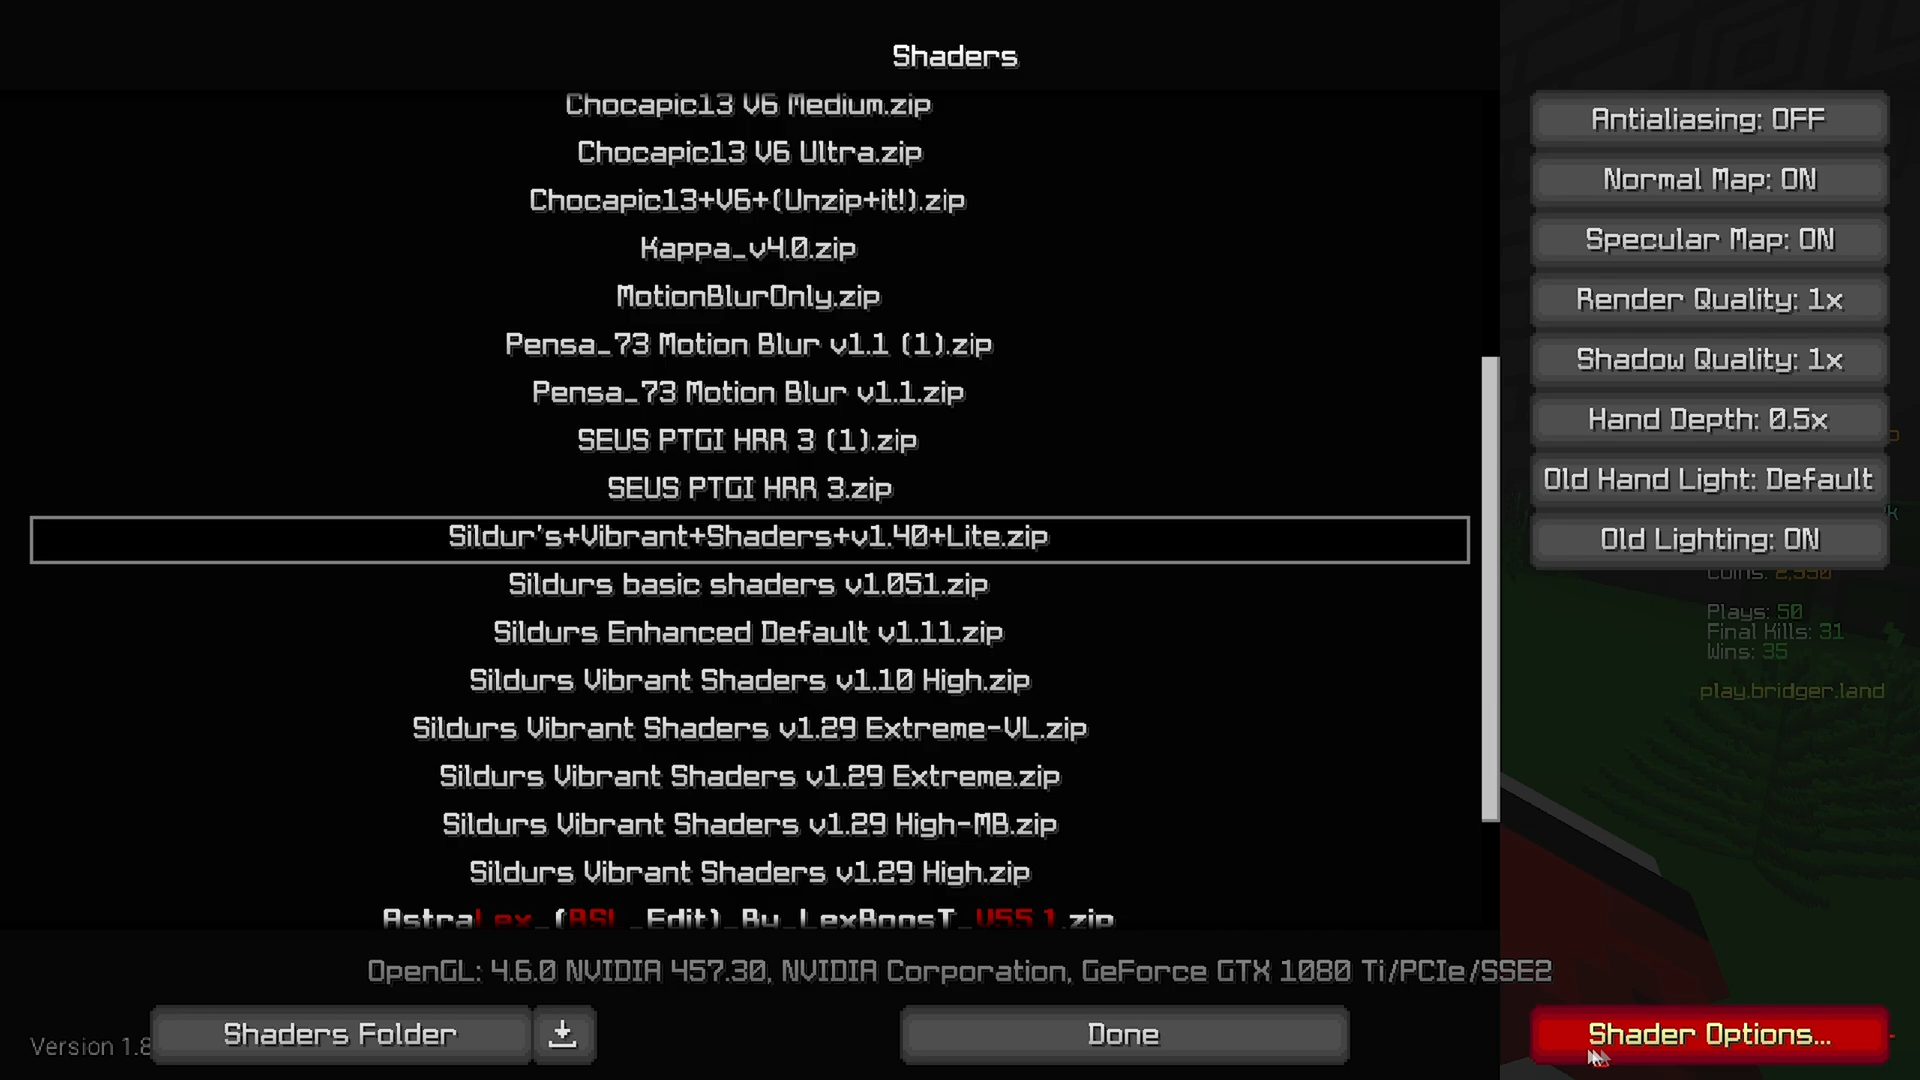 Shaders
Chocapic13 V6 Medium.zip
Chocapic13 V6 Ultra.zip
Chocapic13+V6+(Unzip+it!).zip
Kappa_v4.0.zip
MotionBlurOnly.zip
Pensa_73 Motion Blur v1.1 (1).zip
Pensa_73 Motion Blur v1.1.zip
SEUS PTGI HRR 3 (1).zip
SEUS PTGI HRR 3.zip
Sildur's+Vibrant+Shaders+v1.40+Lite.zip
Sildurs basic shaders v1.051.zip
Sildurs Enhanced Default v1.11.zip
Sildurs Vibrant Shaders v1.10 High.zip
Sildurs Vibrant Shaders v1.29 Extreme-VL.zip
Sildurs Vibrant Shaders v1.29 Extreme.zip
Sildurs Vibrant Shaders v1.29 High-MB.zip
Sildurs Vibrant Shaders v1.29 High.zip
AstraLex_(BSL_Edit)_By_LexBoosT_V55.1.zip
Antialiasing: OFF
Normal Map: ON
Specular Map: ON
Render Quality: 1x
Shadow Quality: 1x
Hand Depth: 0.5x
Old Hand Light: Default
Old Lighting: ON
Coins: 2,550
Plays: 50
Final Kills: 31
Wins: 35
play.bridger.land
OpenGL: 4.6.0 NVIDIA 457.30, NVIDIA Corporation, GeForce GTX 1080 Ti/PCIe/SSE2
Version 1.8
Shaders Folder
Done
Shader Options...